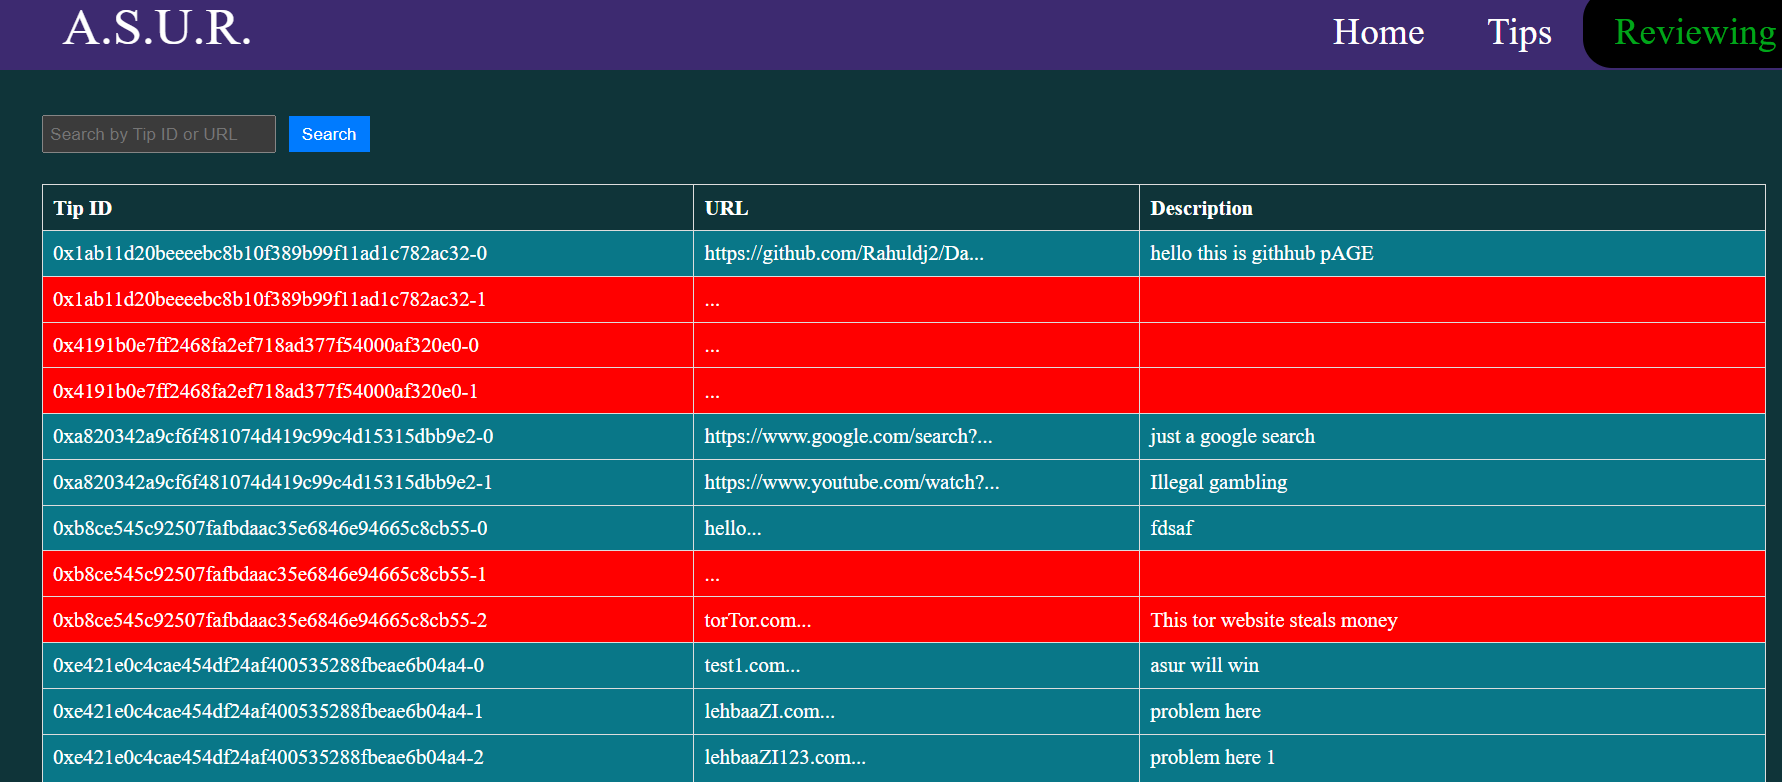 A.S.U.R.
Home Tips Reviewing
Search by Tip ID or URL Search
Tip ID URL Description
0x1ab11d20beeeebc8b10f389b99f11ad1c782ac32-0 https://github.com/Rahuldj2/Da... hello this is githhub pAGE
0x1ab11d20beeeebc8b10f389b99f11ad1c782ac32-1 ...
0x4191b0e7ff2468fa2ef718ad377f54000af320e0-0 ...
0x4191b0e7ff2468fa2ef718ad377f54000af320e0-1 ...
0xa820342a9cf6f481074d419c99c4d15315dbb9e2-0 https://www.google.com/search?... just a google search
0xa820342a9cf6f481074d419c99c4d15315dbb9e2-1 https://www.youtube.com/watch?... Illegal gambling
0xb8ce545c92507fafbdaac35e6846e94665c8cb55-0 hello... fdsaf
0xb8ce545c92507fafbdaac35e6846e94665c8cb55-1 ...
0xb8ce545c92507fafbdaac35e6846e94665c8cb55-2 torTor.com... This tor website steals money
0xe421e0c4cae454df24af400535288fbeae6b04a4-0 test1.com... asur will win
0xe421e0c4cae454df24af400535288fbeae6b04a4-1 lehbaaZI.com... problem here
0xe421e0c4cae454df24af400535288fbeae6b04a4-2 lehbaaZI123.com... problem here 1